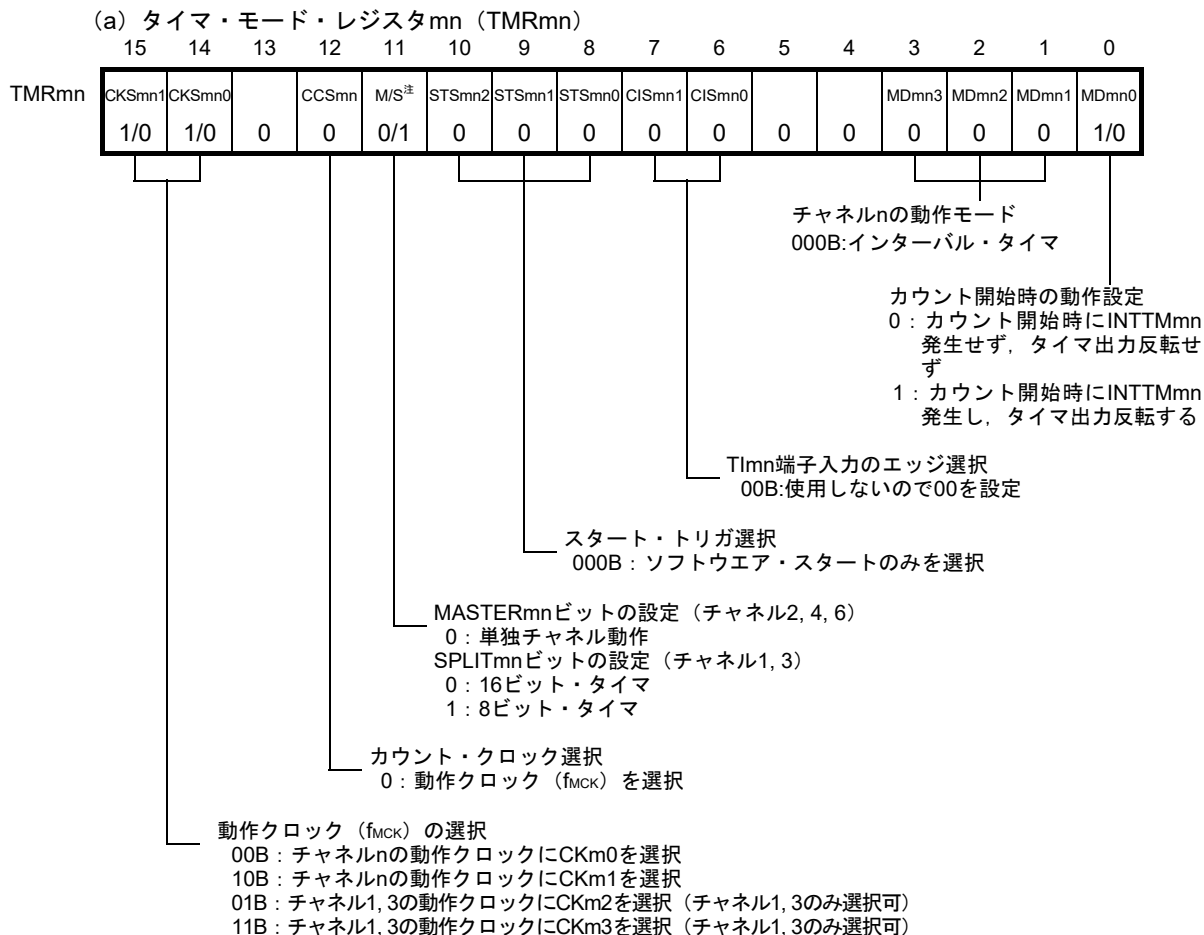 (a) タイマ・モード・レジスタmn（TMRmn）
15 14 13 12 11 10 9 8 7 6 5 4 3 2 1 0
TMRmn CKSmn1 CKSmn0 CCSmn M/S注 STSmn2 STSmn1 STSmn0 CISmn1 CISmn0 MDmn3 MDmn2 MDmn1 MDmn0
1/0 1/0 0 0 0/1 0 0 0 0 0 0 0 0 0 0 1/0
チャネルnの動作モード
000B:インターバル・タイマ
カウント開始時の動作設定
0：カウント開始時にINTTMmn
発生せず，タイマ出力反転せ
ず
1：カウント開始時にINTTMmn
発生し，タイマ出力反転する
TImn端子入力のエッジ選択
00B:使用しないので00を設定
スタート・トリガ選択
000B：ソフトウエア・スタートのみを選択
MASTERmnビットの設定（チャネル2, 4, 6）
0：単独チャネル動作
SPLITmnビットの設定（チャネル1, 3）
0：16ビット・タイマ
1：8ビット・タイマ
カウント・クロック選択
0：動作クロック（fMCK）を選択
動作クロック（fMCK）の選択
00B：チャネルnの動作クロックにCKm0を選択
10B：チャネルnの動作クロックにCKm1を選択
01B：チャネル1, 3の動作クロックにCKm2を選択（チャネル1, 3のみ選択可）
11B：チャネル1, 3の動作クロックにCKm3を選択（チャネル1, 3のみ選択可）